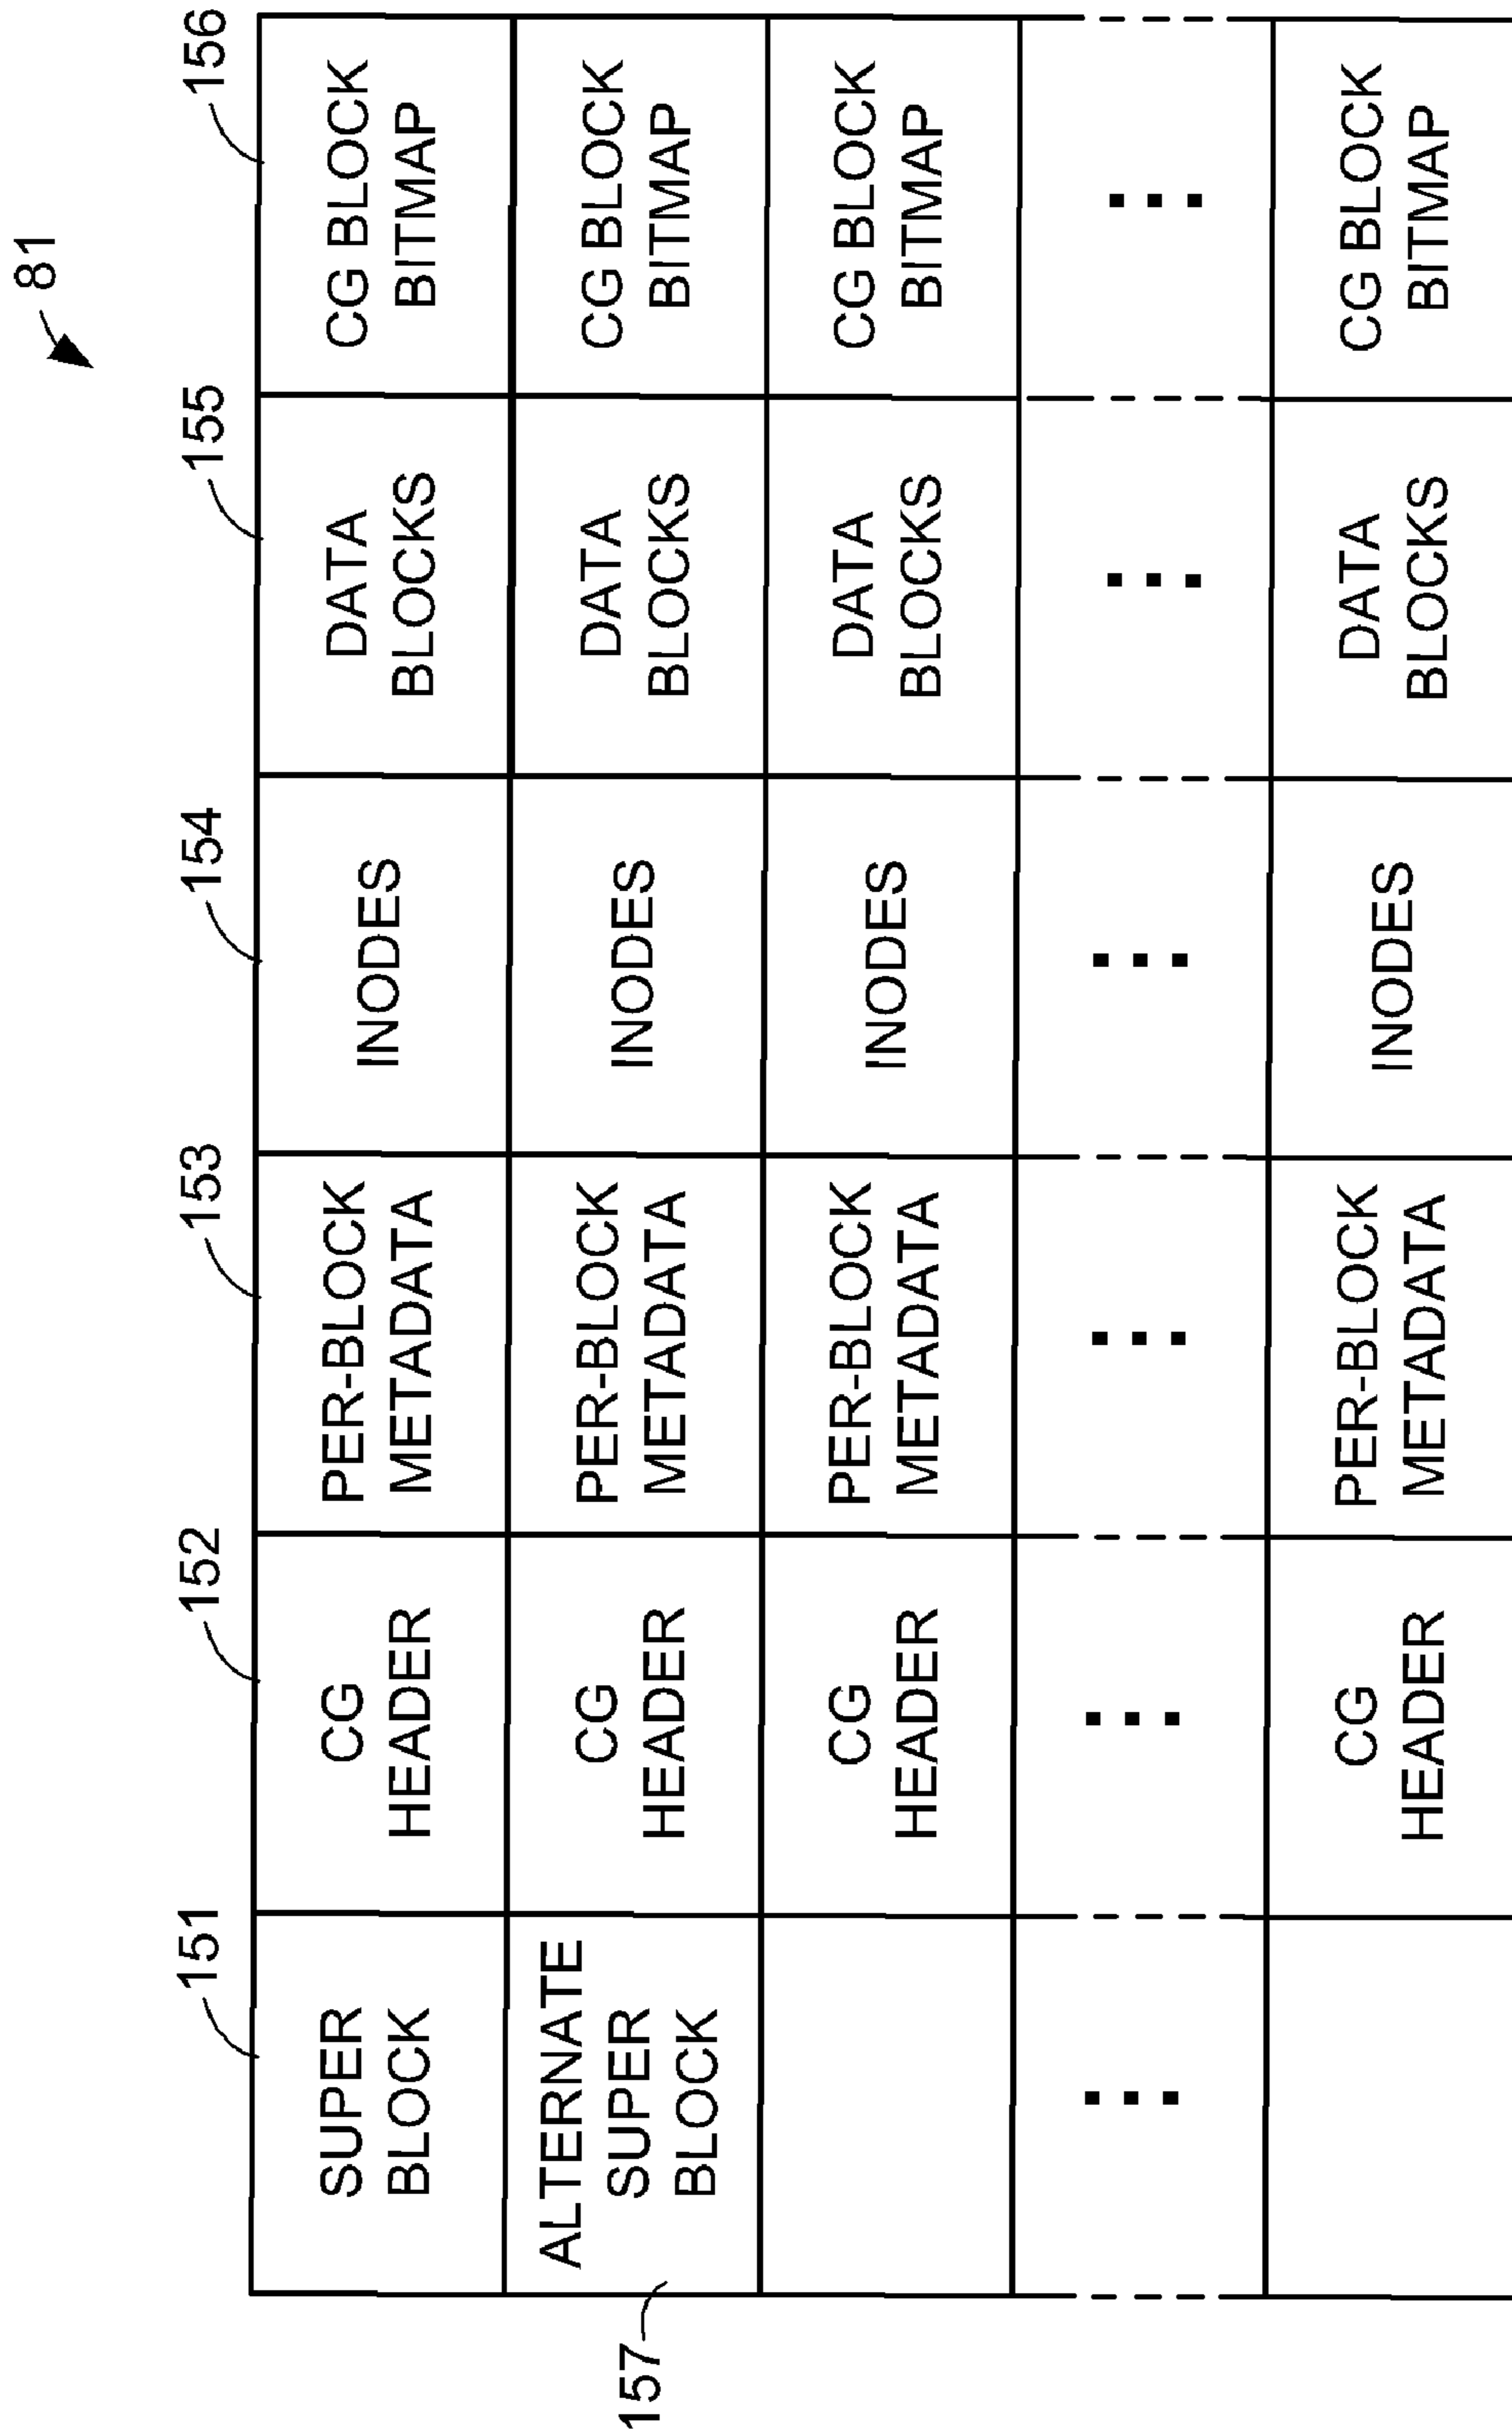 81
151
152
153
154
155
156
SUPER
BLOCK
CG
HEADER
PER-BLOCK
METADATA
INODES
DATA
BLOCKS
CG BLOCK
BITMAP
157
ALTERNATE
SUPER
BLOCK
CG
HEADER
PER-BLOCK
METADATA
INODES
DATA
BLOCKS
CG BLOCK
BITMAP
CG
HEADER
PER-BLOCK
METADATA
INODES
DATA
BLOCKS
CG BLOCK
BITMAP
...
...
...
...
...
...
CG
HEADER
PER-BLOCK
METADATA
INODES
DATA
BLOCKS
CG BLOCK
BITMAP